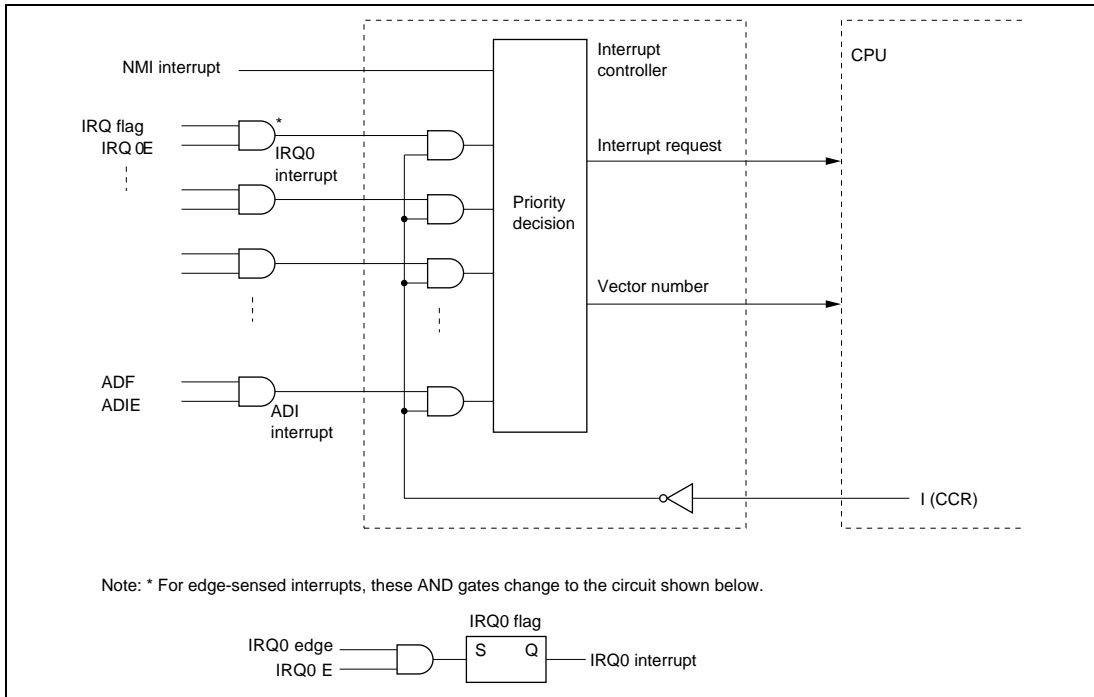 NMI interrupt
IRQ flag
IRQ 0E
*
IRQ0
interrupt
ADF
ADIE
ADI
interrupt
Priority
decision
Interrupt
controller
Interrupt request
Vector number
CPU
I (CCR)
Note: * For edge-sensed interrupts, these AND gates change to the circuit shown below.
IRQ0 flag
IRQ0 edge
IRQ0 E
S Q
IRQ0 interrupt